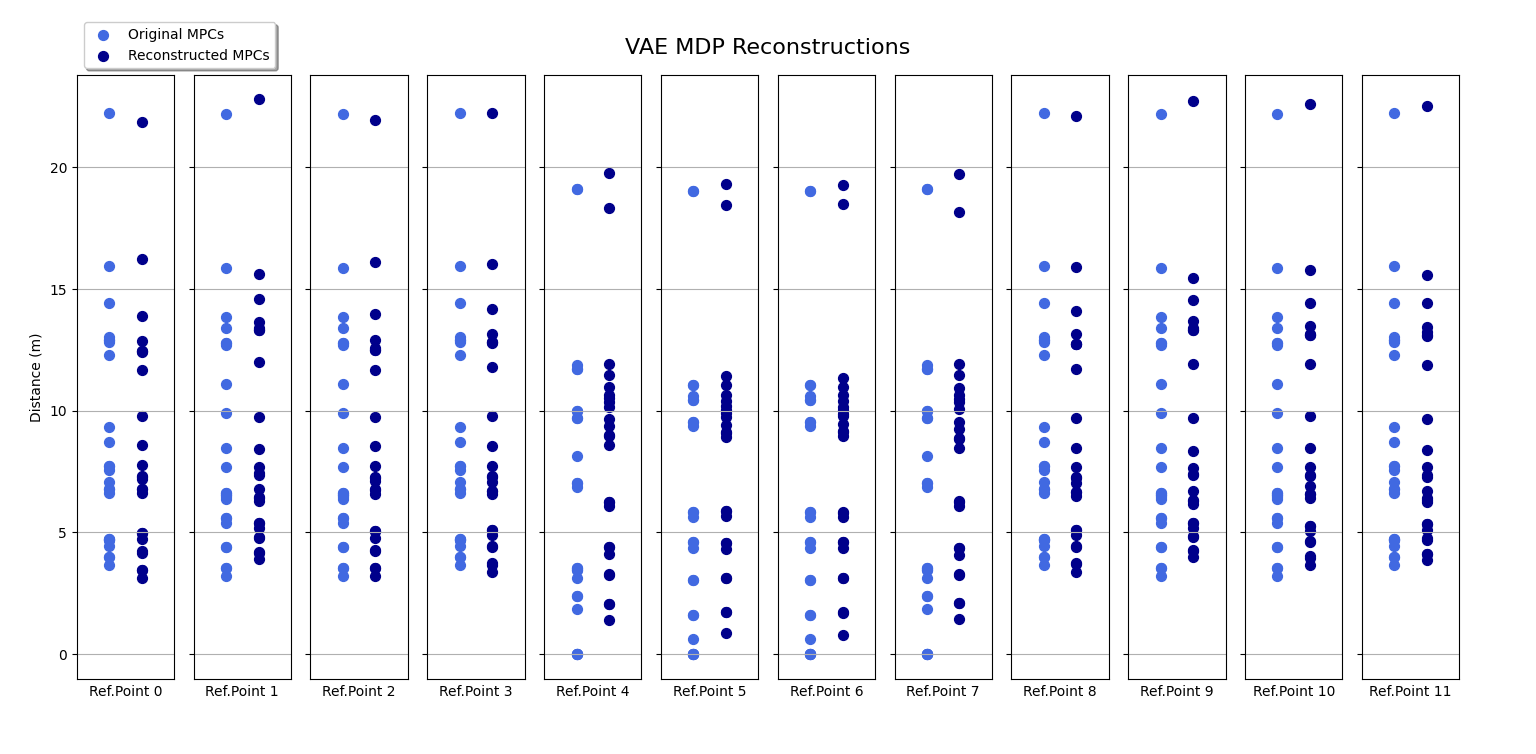 Original MPCs
Reconstructed MPCs
VAE MDP Reconstructions
Distance (m)
20
15
10
5
0
Ref.Point 0 Ref.Point 1 Ref.Point 2 Ref.Point 3 Ref.Point 4 Ref.Point 5 Ref.Point 6 Ref.Point 7 Ref.Point 8 Ref.Point 9 Ref.Point 10 Ref.Point 11